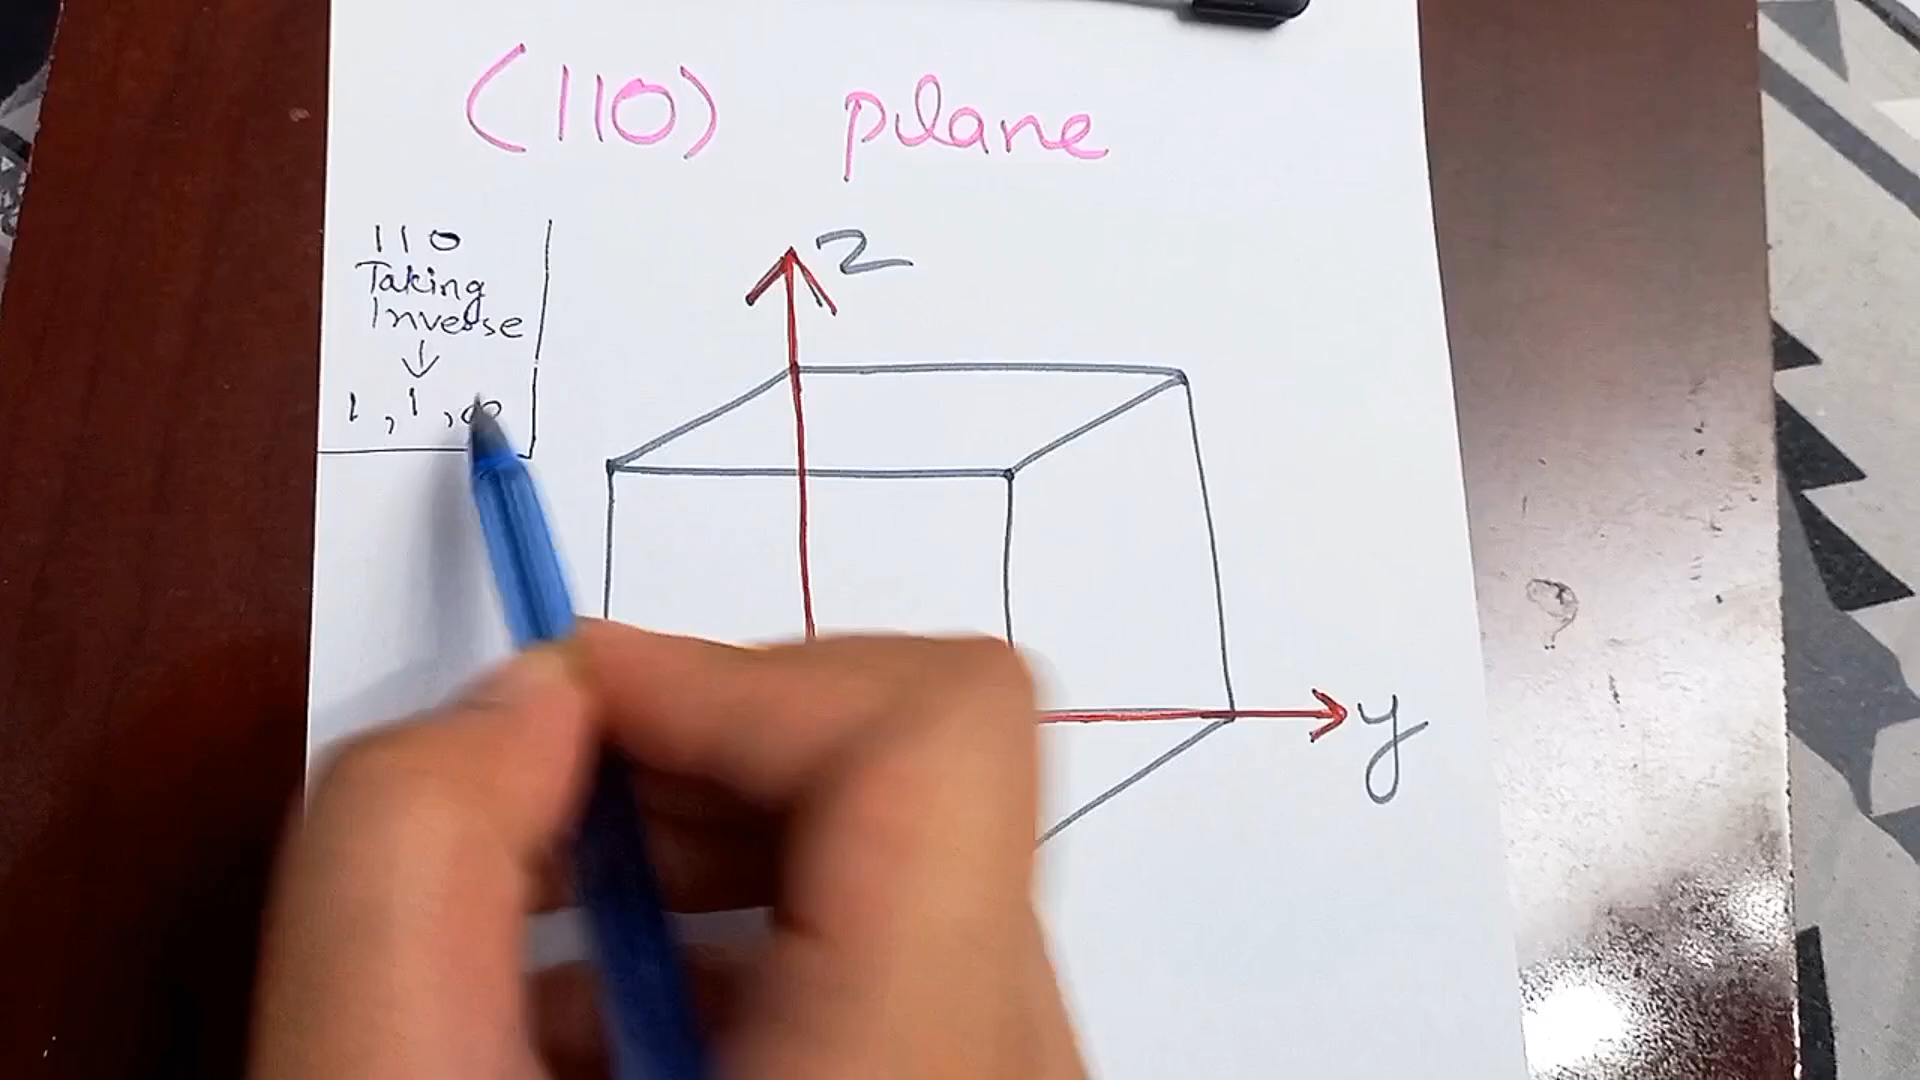 (110) plane
110
Taking
Inverse
↓
1, 1, ∞
z
y